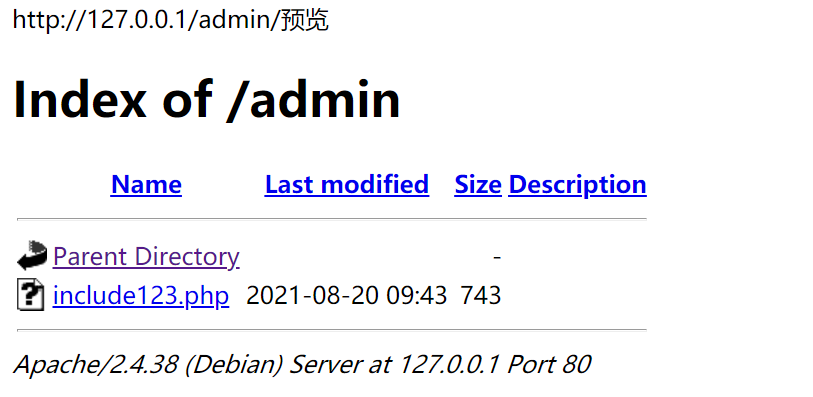 http://127.0.0.1/admin/预览
Index of /admin
Name Last modified Size Description
Parent Directory -
include123.php 2021-08-20 09:43 743
Apache/2.4.38 (Debian) Server at 127.0.0.1 Port 80